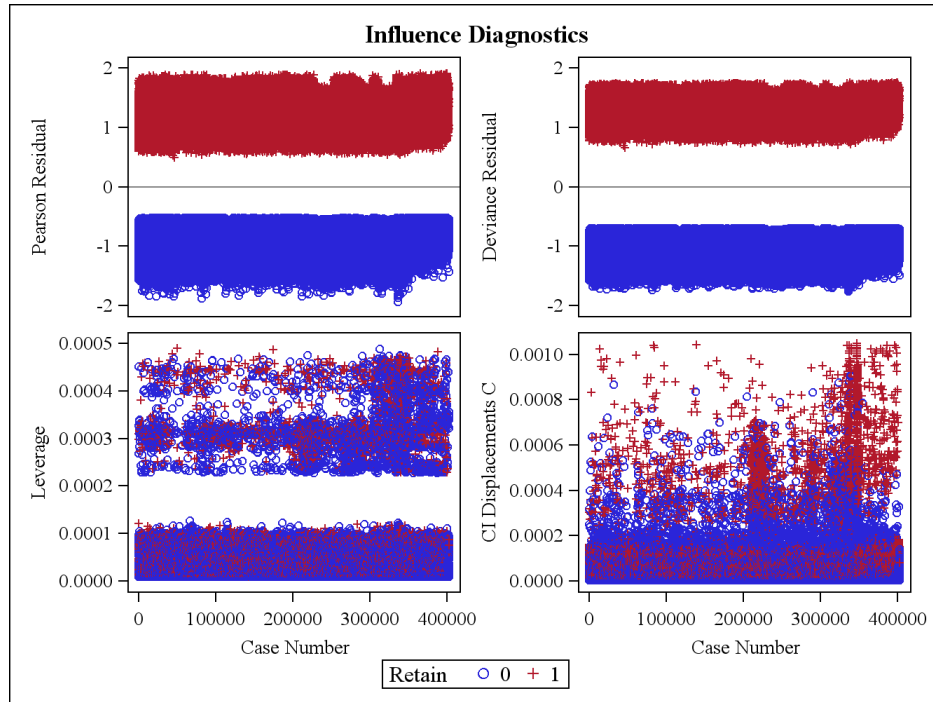 Influence Diagnostics
Pearson Residual
2
1
0
-1
-2
Deviance Residual
2
1
0
-1
-2
Leverage
0.0005
0.0004
0.0003
0.0002
0.0001
0.0000
0 100000 200000 300000 400000
Case Number
CI Displacements C
0.0010
0.0008
0.0006
0.0004
0.0002
0.0000
0 100000 200000 300000 400000
Case Number
Retain 0 1